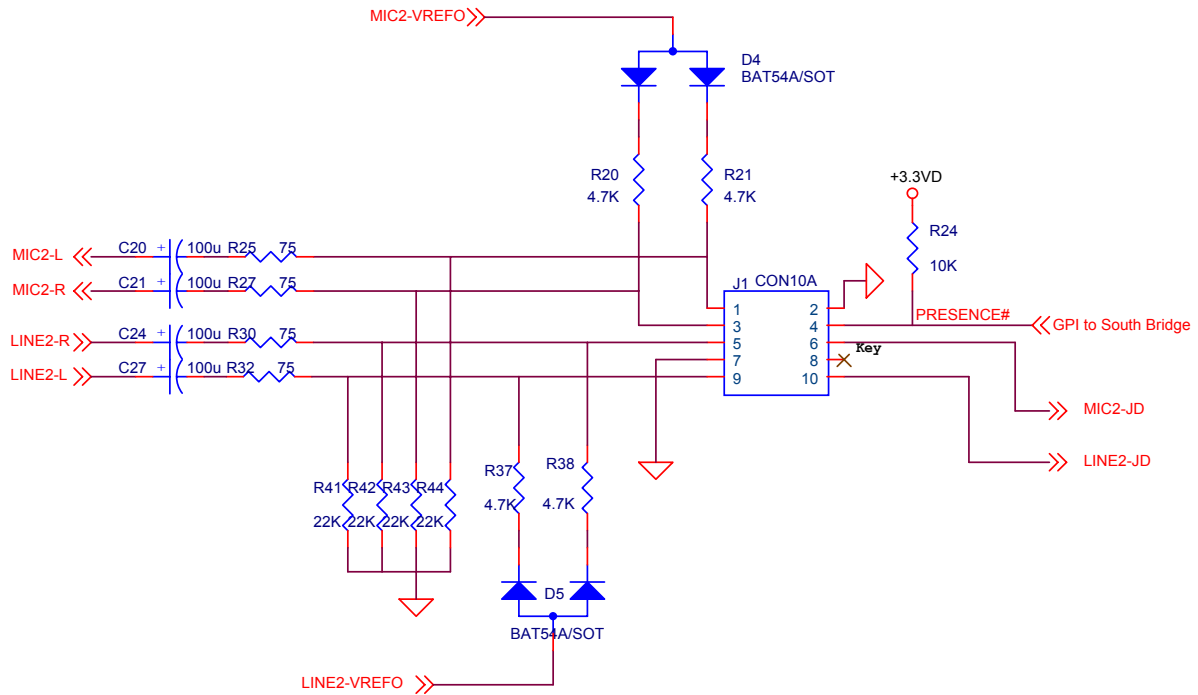 MIC2-VREFO
D4
BAT54A/SOT
R20
4.7K
R21
4.7K
+3.3VD
R24
10K
MIC2-L
C20 + 100u R25 75
MIC2-R
C21 100u R27 75
LINE2-R
C24 + 100u R30 75
LINE2-L
C27 100u R32 75
J1 CON10A
1 2
3 4
5 6
7 8
9 10
PRESENCE#
GPI to South Bridge
Key
MIC2-JD
LINE2-JD
R41 R42 R43 R44
22K 22K 22K 22K
R37
4.7K
R38
4.7K
D5
BAT54A/SOT
LINE2-VREFO